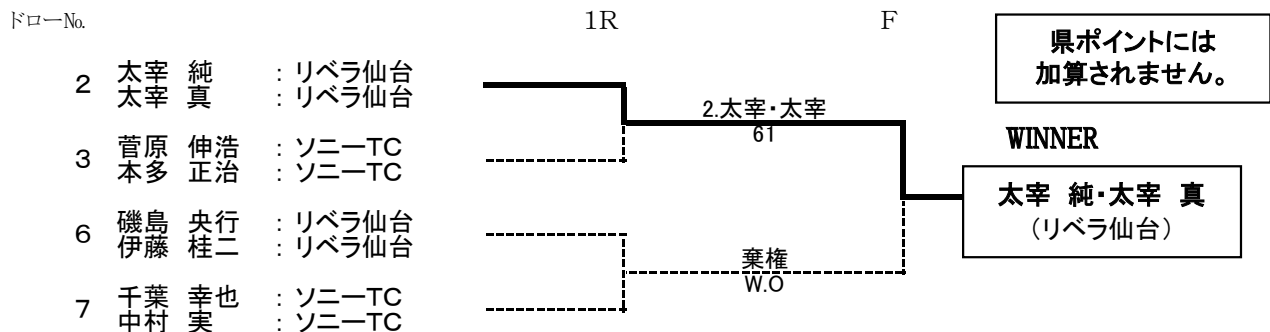 ドローNo. 1R F
県ポイントには
加算されません。
2 太宰 純 : リベラ仙台
太宰 真 : リベラ仙台
2.太宰・太宰
61
WINNER
3 菅原 伸浩 : ソニーTC
本多 正治 : ソニーTC
太宰 純・太宰 真
(リベラ仙台)
6 磯島 央行 : リベラ仙台
伊藤 桂二 : リベラ仙台
棄権
W.O
7 千葉 幸也 : ソニーTC
中村 実 : ソニーTC